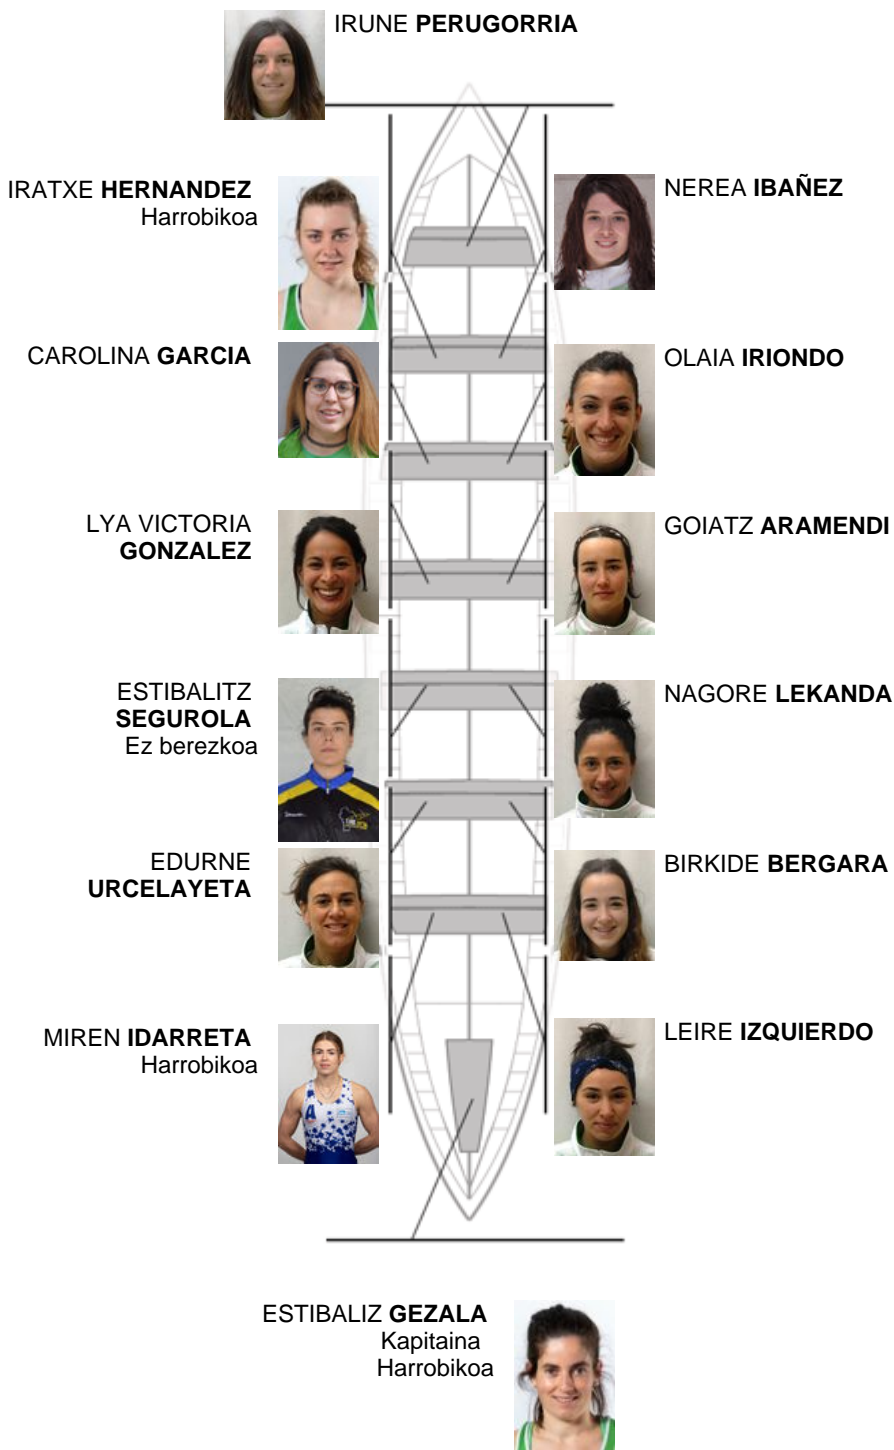 IRUNE PERUGORRIA
IRATXE HERNANDEZ
Harrobikoa
NEREA IBAÑEZ
CAROLINA GARCIA
OLAIA IRIONDO
LYA VICTORIA
GONZALEZ
GOIATZ ARAMENDI
ESTIBALITZ
SEGUROLA
Ez berezkoa
NAGORE LEKANDA
EDURNE
URCELAYETA
BIRKIDE BERGARA
MIREN IDARRETA
Harrobikoa
LEIRE IZQUIERDO
ESTIBALIZ GEZALA
Kapitaina
Harrobikoa